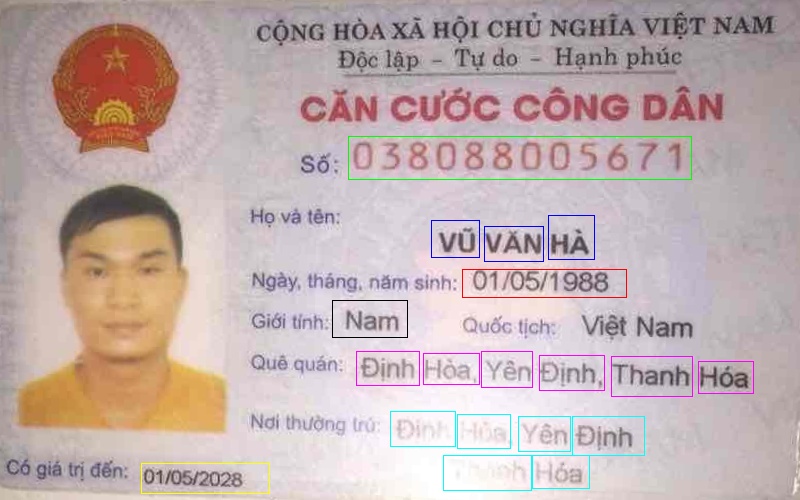 CỘNG HÒA XÃ HỘI CHỦ NGHĨA VIỆT NAM
Độc lập - Tự do - Hạnh phúc
CĂN CƯỚC CÔNG DÂN
Số: 038088005671
Họ và tên:
VŨ VĂN HÀ
Ngày, tháng, năm sinh: 01/05/1988
Giới tính: Nam Quốc tịch: Việt Nam
Quê quán: Định Hòa, Yên Định, Thanh Hóa
Nơi thường trú: Định Hòa, Yên Định
Thanh Hóa
Có giá trị đến: 01/05/2028